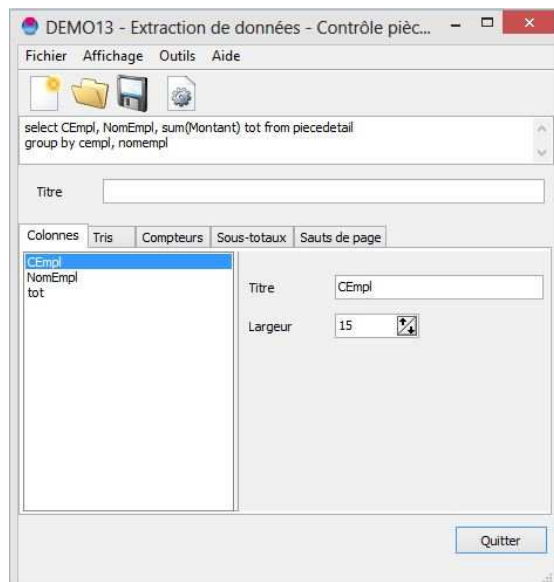 DEMO13 - Extraction de données - Contrôle pièc...
Fichier Affichage Outils Aide
select CEmpl, NomEmpl, sum(Montant) tot from piecedetail
group by cempl, nomempl
Titre
Colonnes Tris Compteurs Sous-totaux Sauts de page
CEmpl
NomEmpl
tot
Titre CEmpl
Largeur 15
Quitter